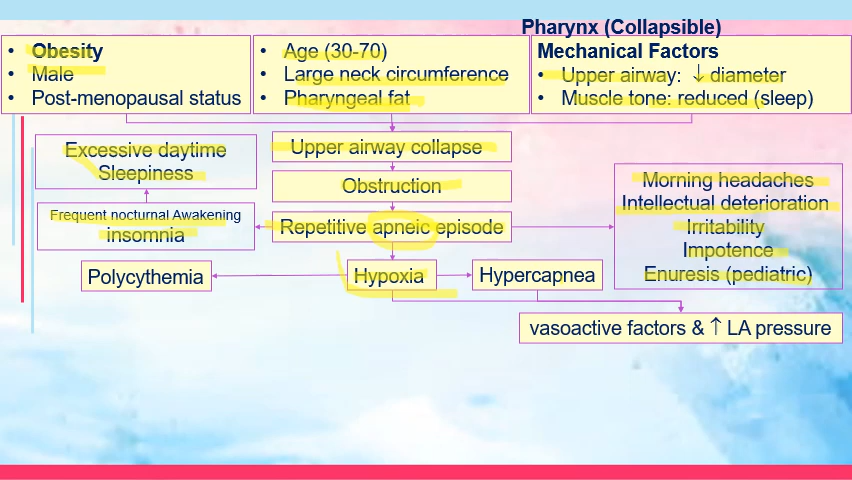 Pharynx (Collapsible)
• Obesity
• Male
• Post-menopausal status
• Age (30-70)
• Large neck circumference
• Pharyngeal fat
Mechanical Factors
• Upper airway: ↓ diameter
• Muscle tone: reduced (sleep)
Excessive daytime
Sleepiness
Upper airway collapse
Obstruction
Morning headaches
Intellectual deterioration
Irritability
Impotence
Enuresis (pediatric)
Frequent nocturnal Awakening
insomnia
Repetitive apneic episode
Polycythemia
Hypoxia
Hypercapnea
vasoactive factors & ↑ LA pressure